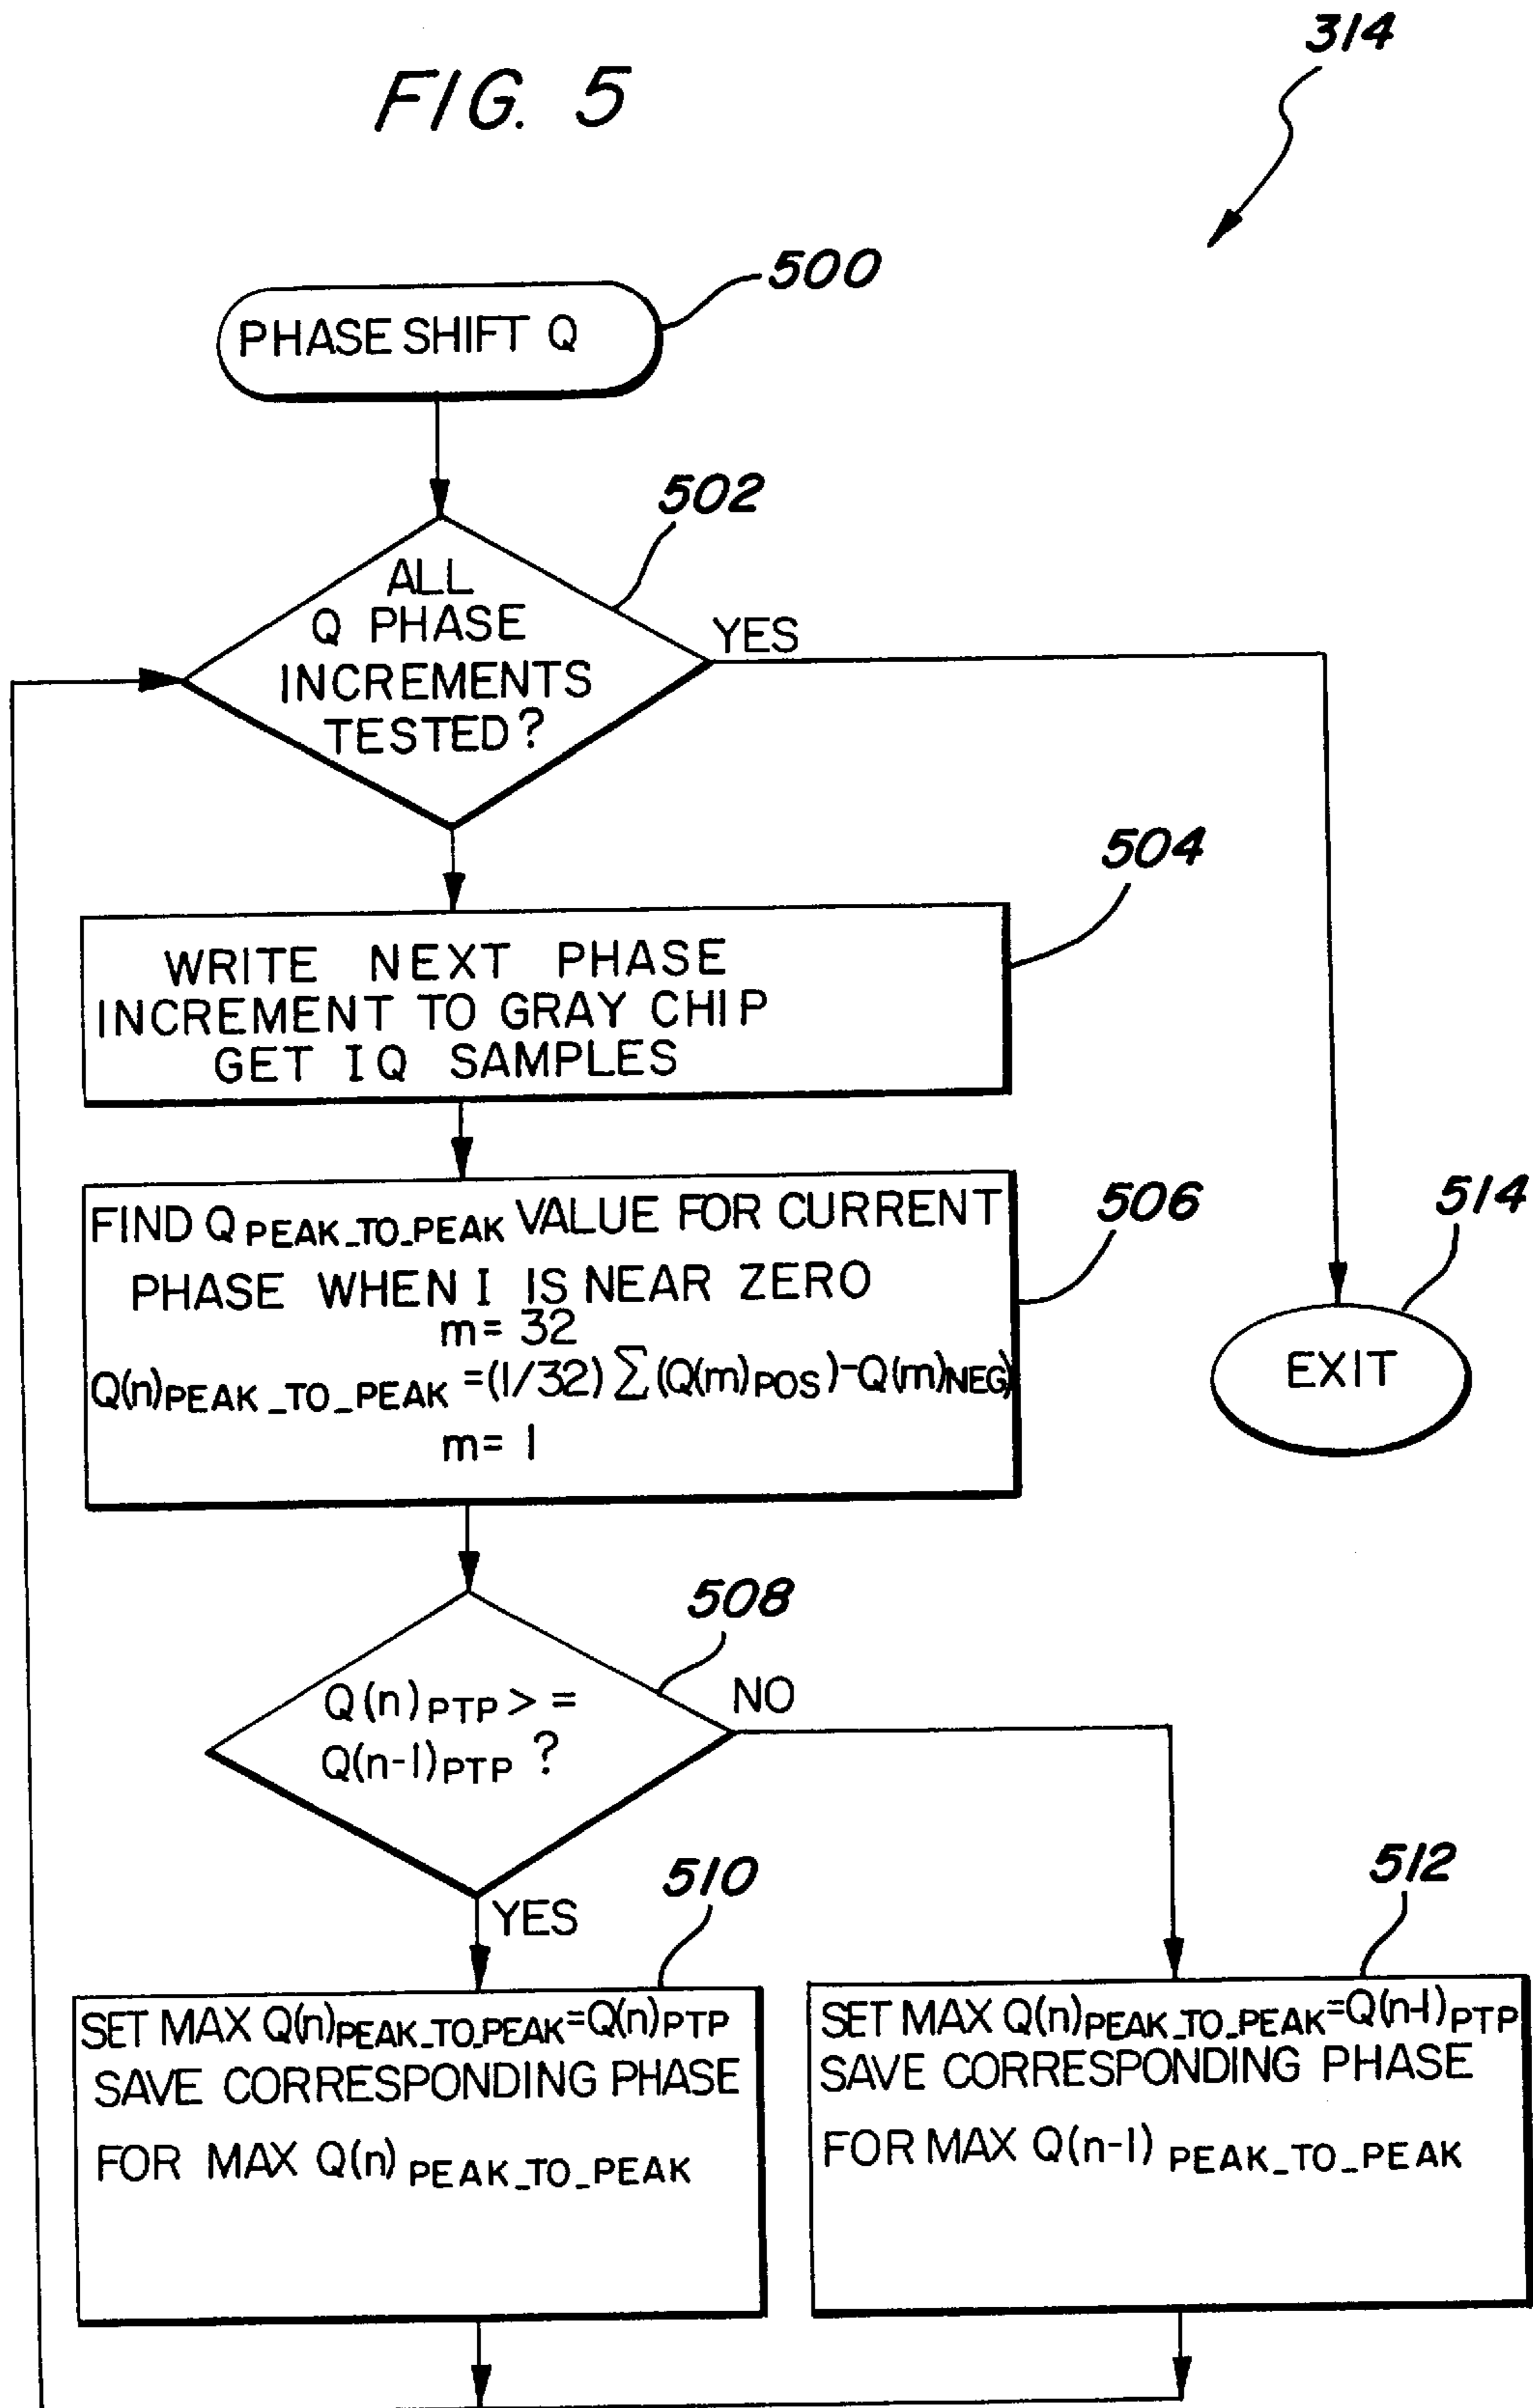 FIG. 5
314
500
PHASE SHIFT Q
502
ALL
Q PHASE
INCREMENTS
TESTED?
YES
504
WRITE NEXT PHASE
INCREMENT TO GRAY CHIP
GET IQ SAMPLES
506
FIND Q PEAK_TO_PEAK VALUE FOR CURRENT
PHASE WHEN I IS NEAR ZERO
m= 32
Q(n)PEAK_TO_PEAK =(1/32) ∑ (Q(m)POS)-Q(m)NEG)
m= 1
514
EXIT
508
Q(n)PTP >=
Q(n-1)PTP ?
NO
YES
510
SET MAX Q(n)PEAK_TO_PEAK=Q(n)PTP
SAVE CORRESPONDING PHASE
FOR MAX Q(n) PEAK_TO_PEAK
512
SET MAX Q(n)PEAK_TO_PEAK=Q(n-1)PTP
SAVE CORRESPONDING PHASE
FOR MAX Q(n-1) PEAK_TO_PEAK